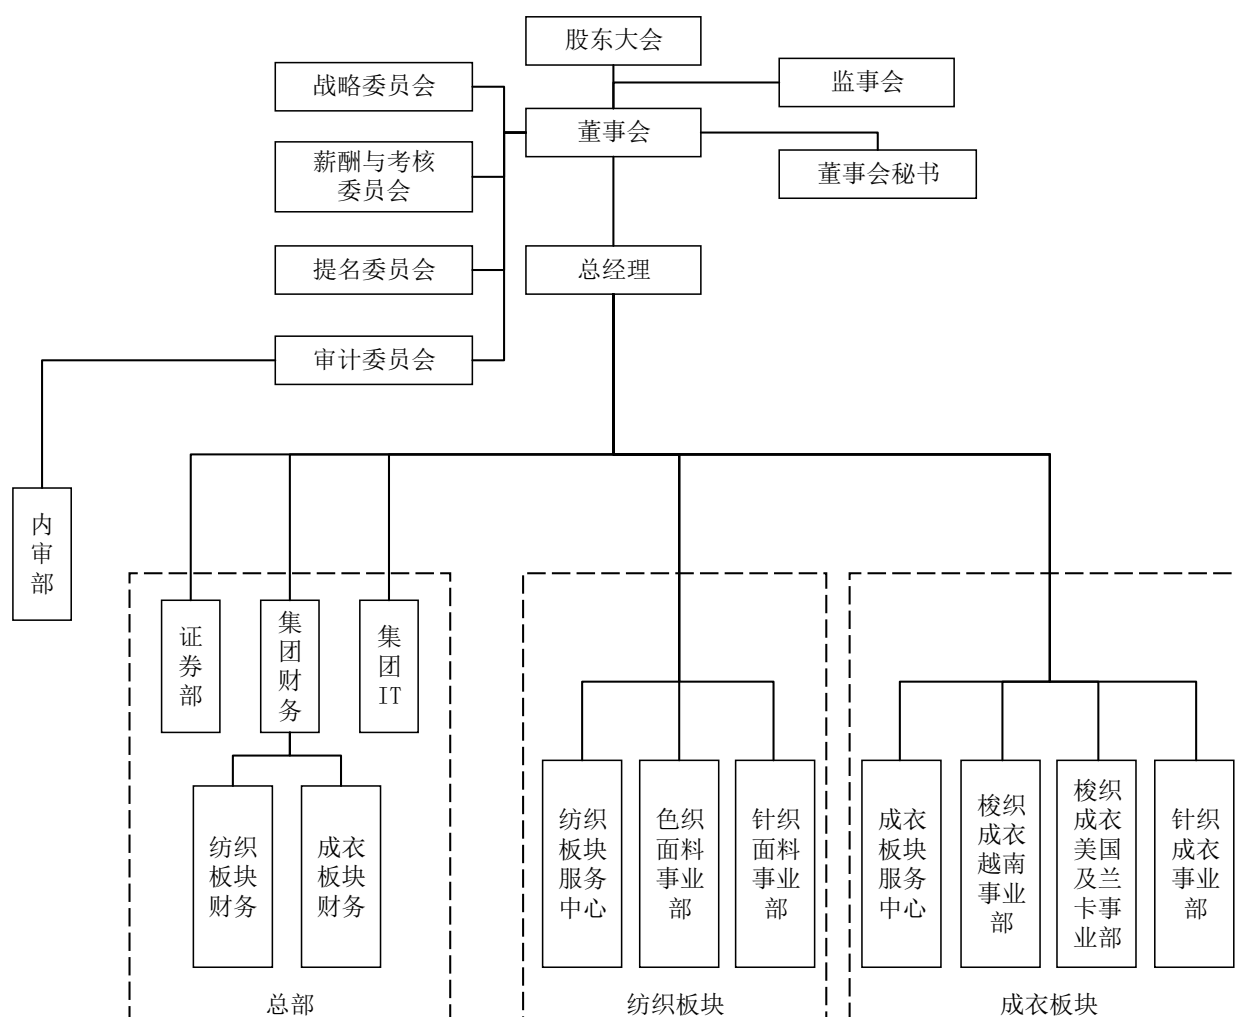 股东大会
战略委员会
监事会
董事会
薪酬与考核
委员会
董事会秘书
提名委员会
总经理
审计委员会
内
审
部
证
券
部
集
团
财
务
集
团
IT
纺织
板块
财务
成衣
板块
财务
纺织
板块
服务
中心
色织
面料
事业
部
针织
面料
事业
部
成衣
板块
服务
中心
梭织
成衣
越南
事业
部
梭织
成衣
美国
及兰
卡事
业部
针织
成衣
事业
部
总部
纺织板块
成衣板块